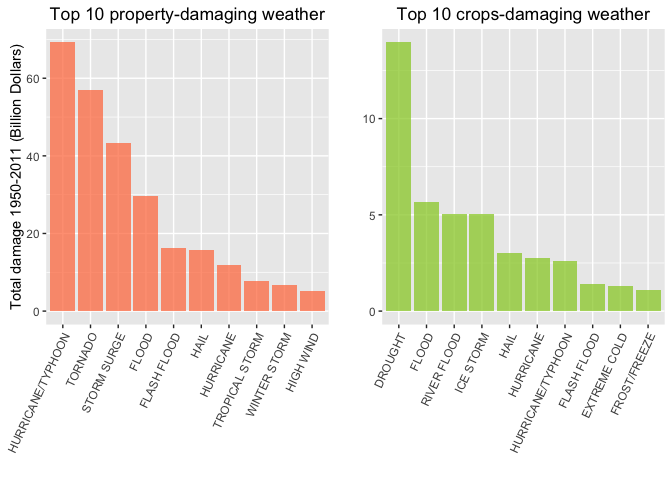 Top 10 property-damaging weather
Total damage 1950-2011 (Billion Dollars)
60
40
20
0
HURRICANE/TYPHOON
TORNADO
STORM SURGE
FLOOD
FLASH FLOOD
HAIL
HURRICANE
TROPICAL STORM
WINTER STORM
HIGH WIND
Top 10 crops-damaging weather
10
5
0
DROUGHT
FLOOD
RIVER FLOOD
ICE STORM
HAIL
HURRICANE
HURRICANE/TYPHOON
FLASH FLOOD
EXTREME COLD
FROST/FREEZE